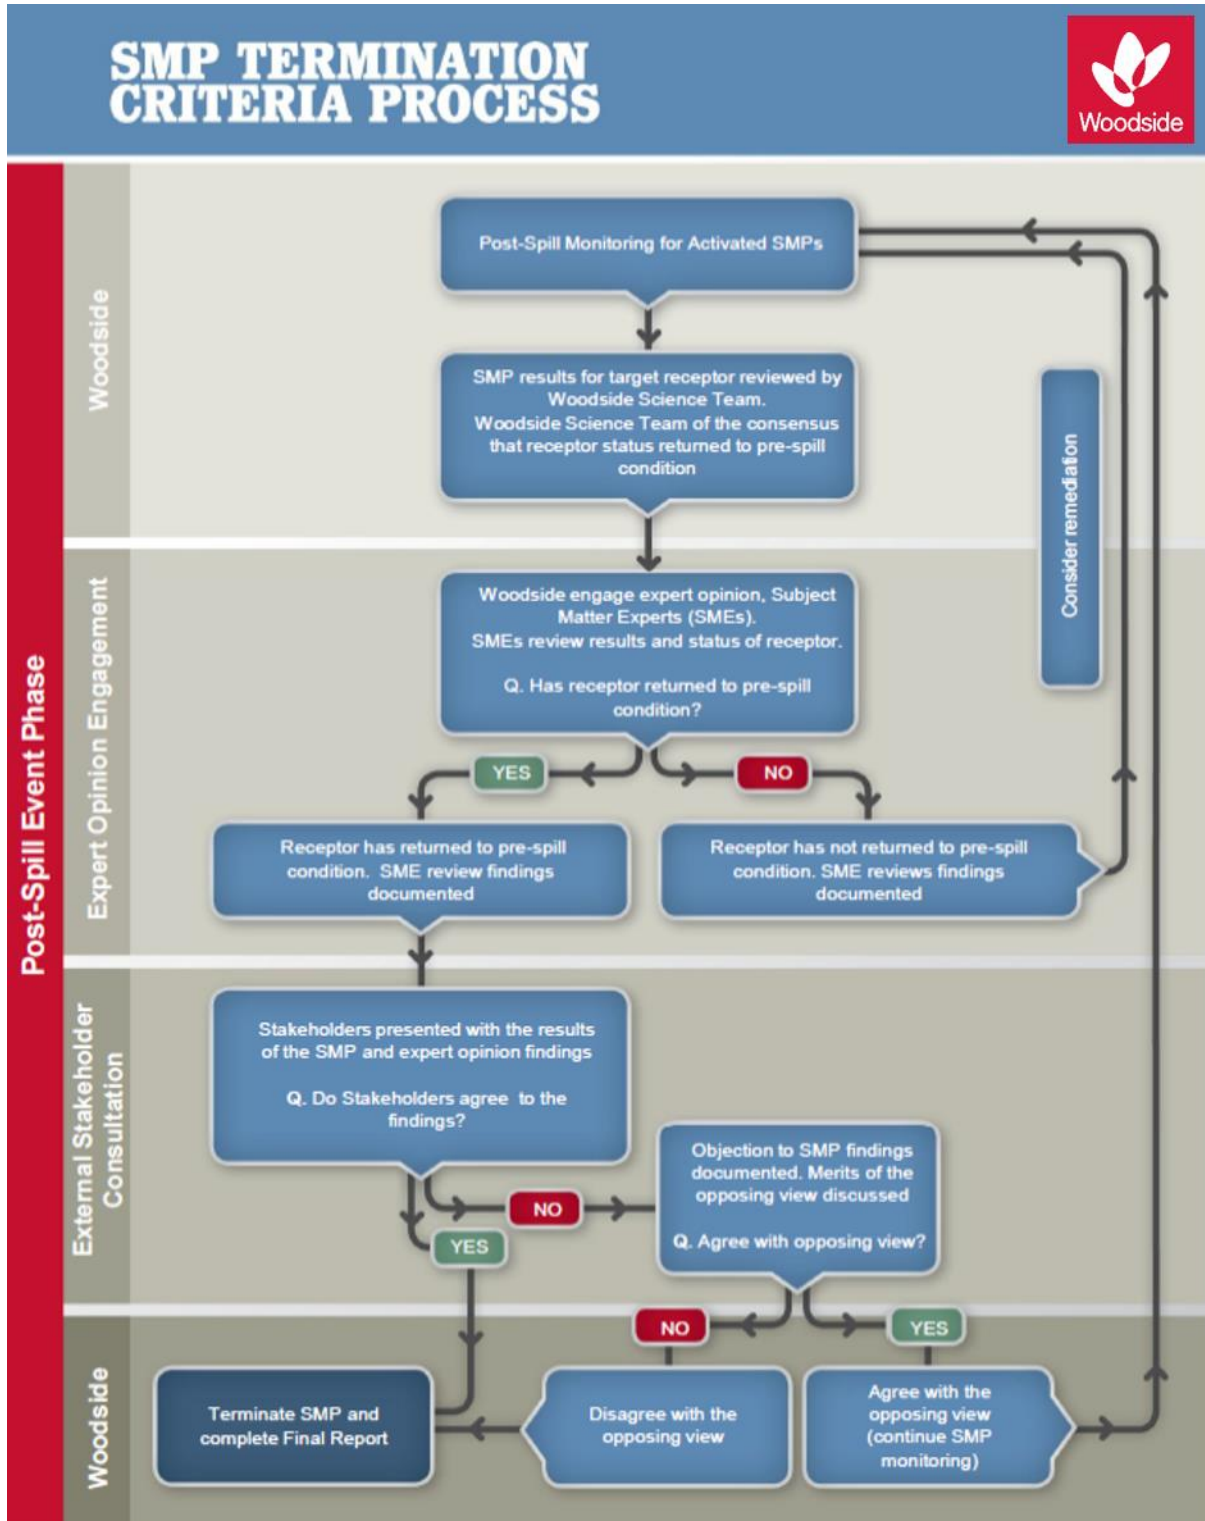 SMP TERMINATION
CRITERIA PROCESS
Woodside
Post-Spill Event Phase
Woodside
Post-Spill Monitoring for Activated SMPs
SMP results for target receptor reviewed by
Woodside Science Team.
Woodside Science Team of the consensus
that receptor status returned to pre-spill
condition
Consider remediation
Expert Opinion Engagement
Woodside engage expert opinion, Subject
Matter Experts (SMEs).
SMEs review results and status of receptor.
Q. Has receptor returned to pre-spill
condition?
YES
NO
Receptor has returned to pre-spill
condition. SME review findings
documented
Receptor has not returned to pre-spill
condition. SME reviews findings
documented
External Stakeholder
Consultation
Stakeholders presented with the results
of the SMP and expert opinion findings
Q. Do Stakeholders agree to the
findings?
NO
YES
Objection to SMP findings
documented. Merits of the
opposing view discussed
Q. Agree with opposing view?
NO
YES
Woodside
Terminate SMP and
complete Final Report
Disagree with the
opposing view
Agree with the
opposing view
(continue SMP
monitoring)